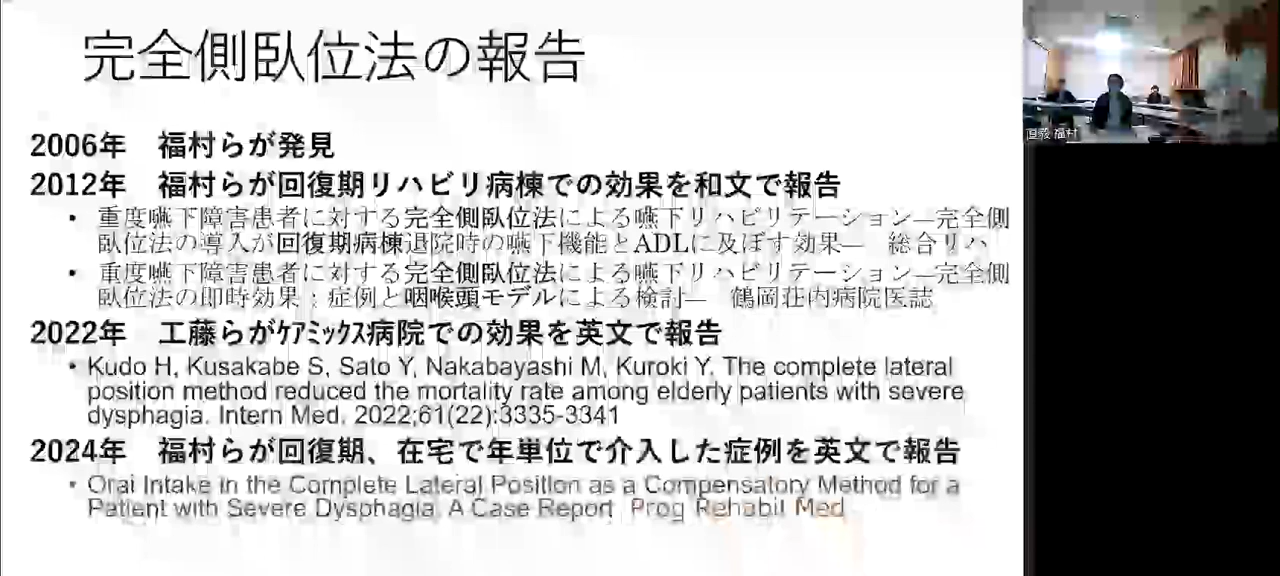 完全側臥位法の報告
2006年　福村らが発見
2012年　福村らが回復期リハビリ病棟での効果を和文で報告
• 重度嚥下障害患者に対する完全側臥位法による嚥下リハビリテーション—完全側
臥位法の導入が回復期病棟退院時の嚥下機能とADLに及ぼす効果—　総合リハ
• 重度嚥下障害患者に対する完全側臥位法による嚥下リハビリテーション—完全側
臥位法の即時効果：症例と咽喉頭モデルによる検討—　鶴岡荘内病院医誌
2022年　工藤らがｹｱﾐｯｸｽ病院での効果を英文で報告
• Kudo H, Kusakabe S, Sato Y, Nakabayashi M, Kuroki Y. The complete lateral
position method reduced the mortality rate among elderly patients with severe
dysphagia. Intern Med. 2022;61(22):3335-3341
2024年　福村らが回復期、在宅で年単位で介入した症例を英文で報告
• Oral Intake in the Complete Lateral Position as a Compensatory Method for a
Patient with Severe Dysphagia. A Case Report Prog Rehabil Med
福村